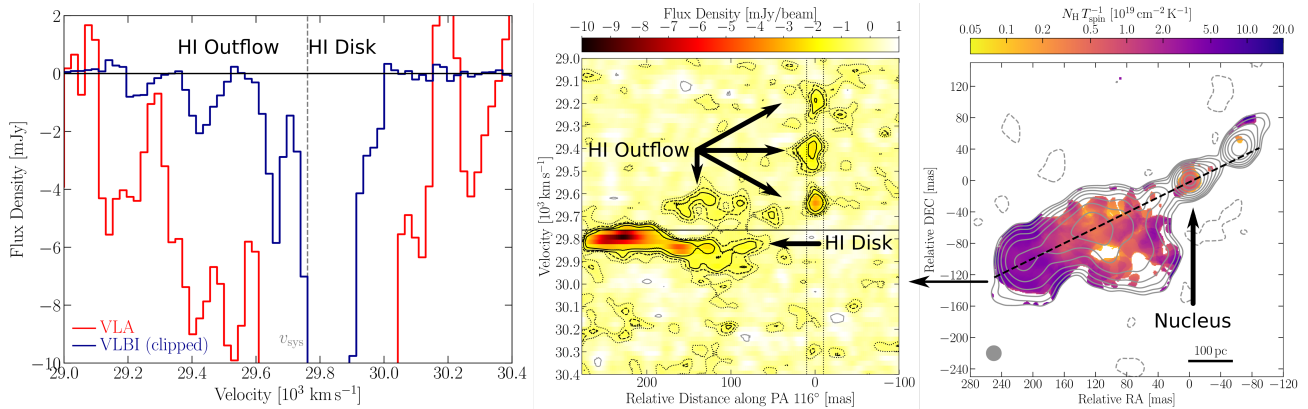 HI Outflow
HI Disk
VLA
VLBI (clipped)
v_sys
2
0
−2
−4
−6
−8
−10
Flux Density [mJy]
29.0 29.2 29.4 29.6 29.8 30.0 30.2 30.4
Velocity [10³ km s⁻¹]
Flux Density [mJy/beam]
−10 −9 −8 −7 −6 −5 −4 −3 −2 −1 1
29.0
29.1
29.2
29.3
29.4
29.5
29.6
29.7
29.8
29.9
30.0
30.1
30.2
30.3
30.4
Velocity [10³ km s⁻¹]
HI Outflow
HI Disk
200 100 0 −100
Relative Distance along PA 116° [mas]
N_H T_spin⁻¹ [10¹⁹ cm⁻² K⁻¹]
0.05 0.1 0.2 0.5 1.0 2.0 5.0 10.0 20.0
120
80
40
0
−40
−80
−120
−160
−200
−240
Relative DEC [mas]
Nucleus
100 pc
280 240 200 160 120 80 40 0 −40 −80 −120
Relative RA [mas]